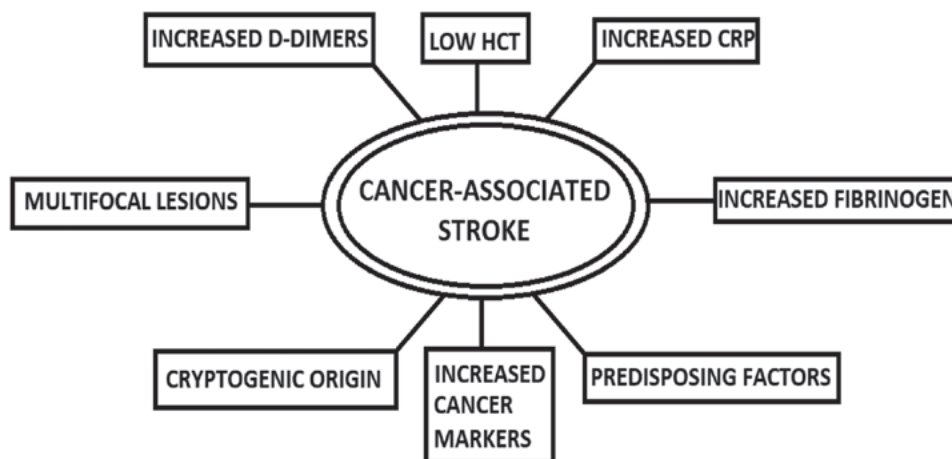 INCREASED D-DIMERS
LOW HCT
INCREASED CRP
MULTIFOCAL LESIONS
CANCER-ASSOCIATED
STROKE
INCREASED FIBRINOGEN
CRYPTOGENIC ORIGIN
INCREASED
CANCER
MARKERS
PREDISPOSING FACTORS